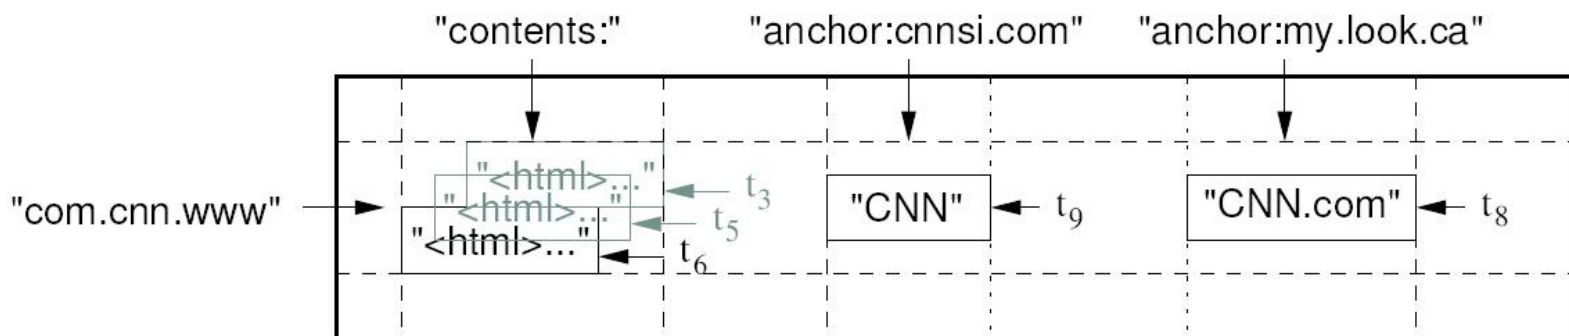 "contents:" "anchor:cnnsi.com" "anchor:my.look.ca"
"<html>..." t3
"com.cnn.www" "<html>..." t5 "CNN" t9 "CNN.com" t8
"<html>..." t6